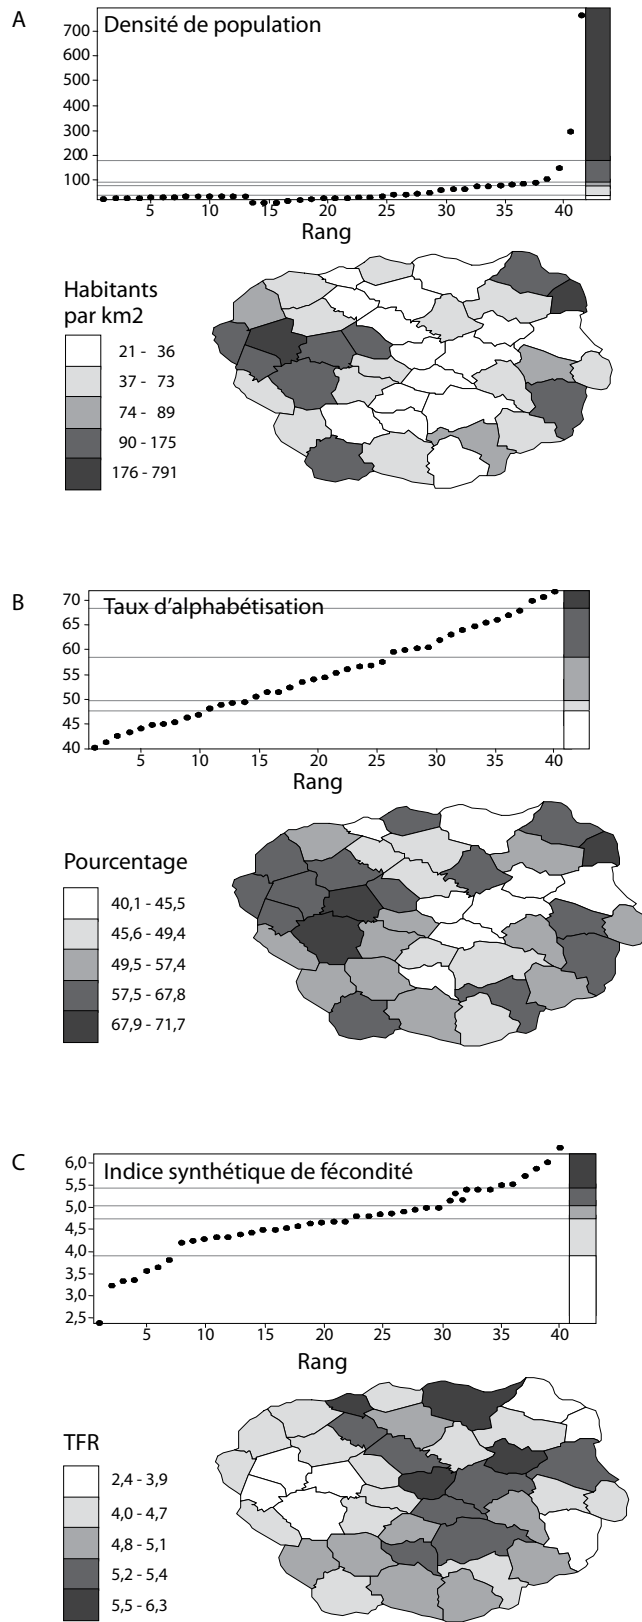 A
Densité de population
700
600
500
400
300
200
100
5 10 15 20 25 30 35 40
Rang
Habitants
par km2
21 - 36
37 - 73
74 - 89
90 - 175
176 - 791
B
Taux d'alphabétisation
70
65
60
55
50
45
40
5 10 15 20 25 30 35 40
Rang
Pourcentage
40,1 - 45,5
45,6 - 49,4
49,5 - 57,4
57,5 - 67,8
67,9 - 71,7
C
Indice synthétique de fécondité
6,0
5,5
5,0
4,5
4,0
3,5
3,0
2,5
5 10 15 20 25 30 35 40
Rang
TFR
2,4 - 3,9
4,0 - 4,7
4,8 - 5,1
5,2 - 5,4
5,5 - 6,3